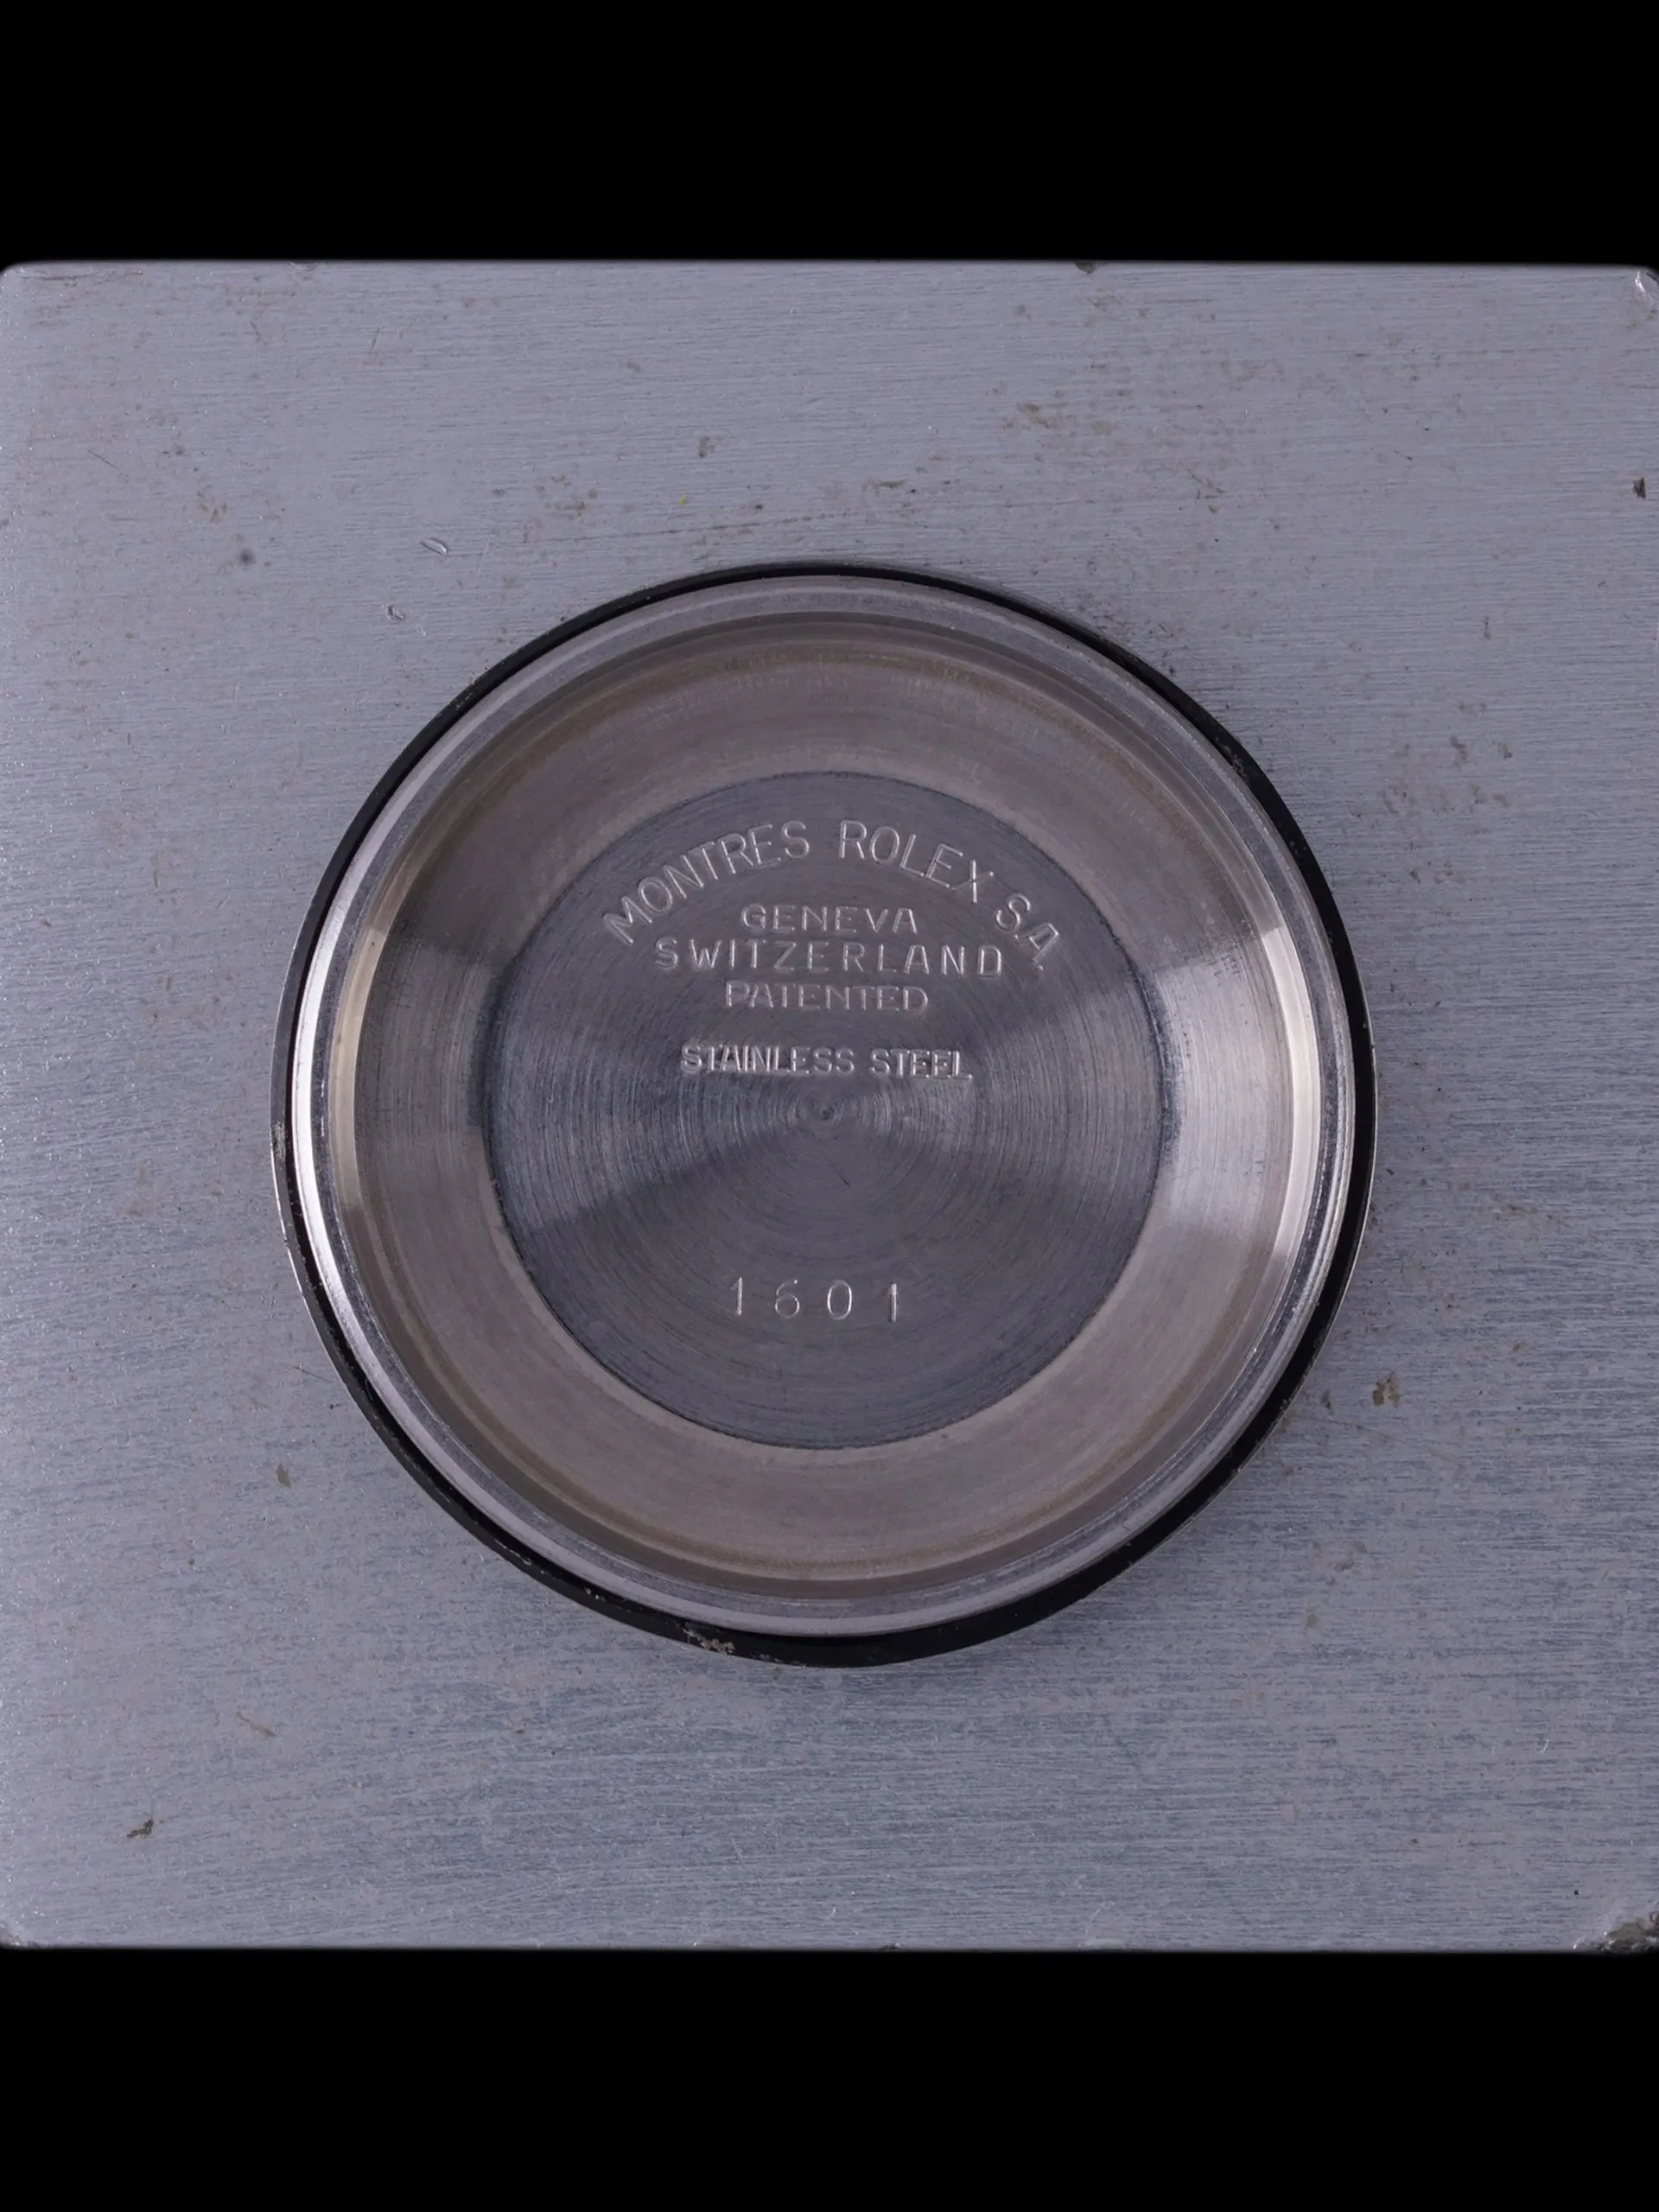 MONTRES ROLEX S.A.
GENEVA
SWITZERLAND
PATENTED
STAINLESS STEEL
1601